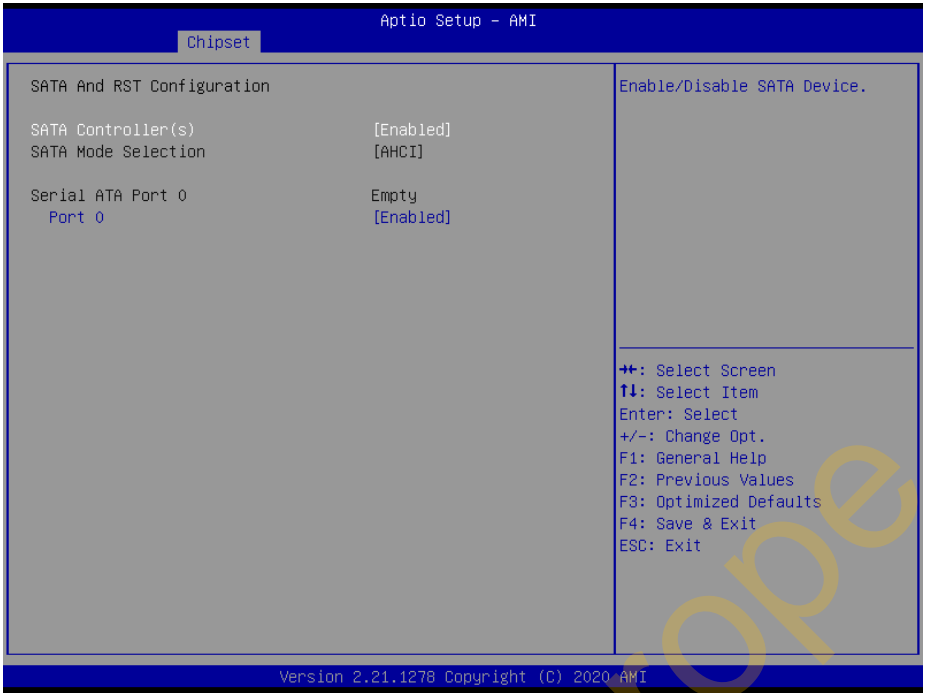 Aptio Setup – AMI
Chipset
SATA And RST Configuration
SATA Controller(s) [Enabled]
SATA Mode Selection [AHCI]
Serial ATA Port 0 Empty
Port 0 [Enabled]
Enable/Disable SATA Device.
→←: Select Screen
↑↓: Select Item
Enter: Select
+/-: Change Opt.
F1: General Help
F2: Previous Values
F3: Optimized Defaults
F4: Save & Exit
ESC: Exit
Version 2.21.1278 Copyright (C) 2020 AMI
rope